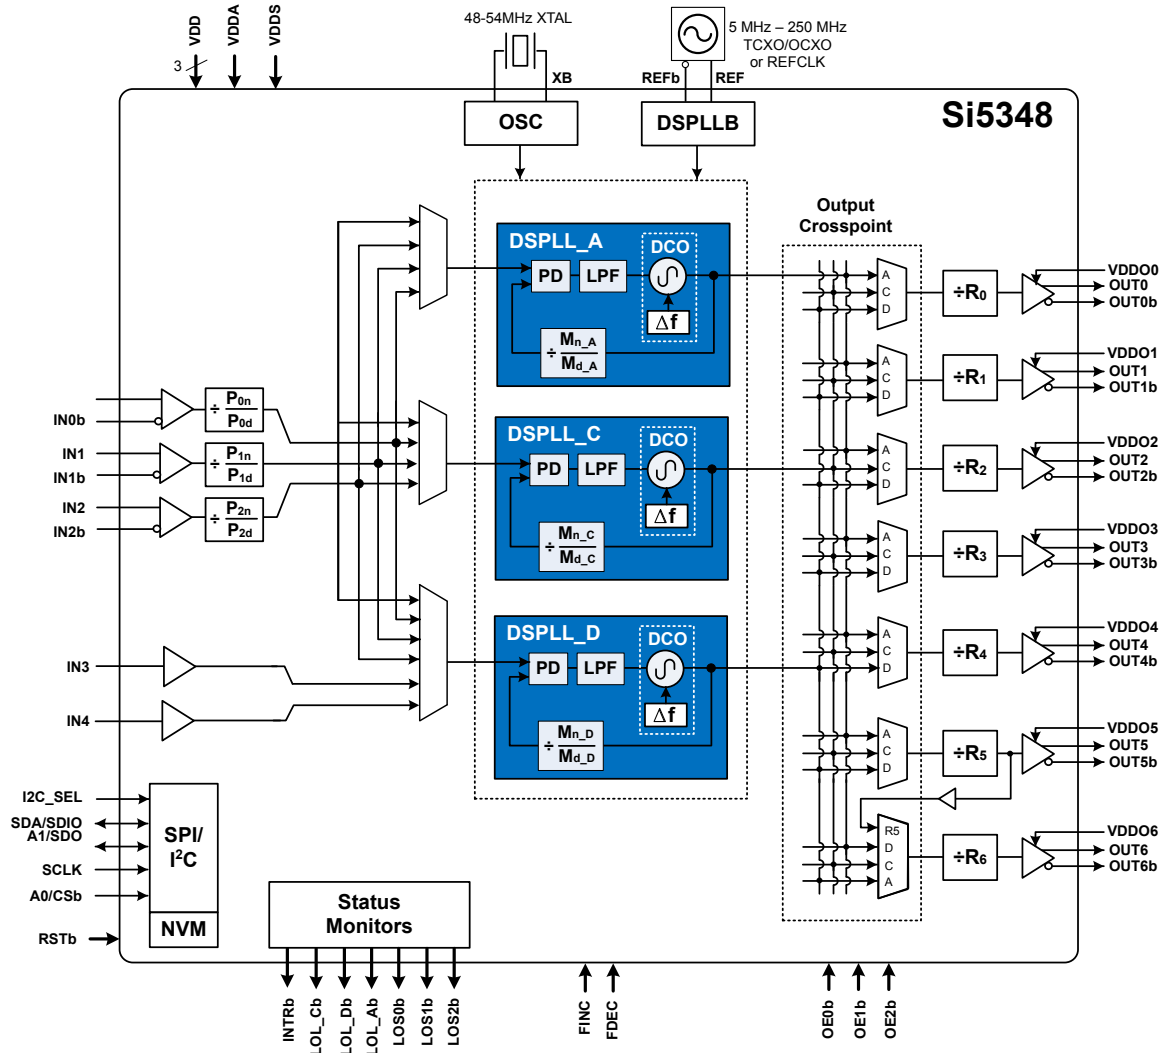 48-54MHz XTAL
XB
5 MHz – 250 MHz
TCXO/OCXO
or REFCLK
REFb
REF
VDD
VDDA
VDDS
3
OSC
DSPLLB
Si5348
Output
Crosspoint
DSPLL_A
DCO
PD
LPF
Δf
÷ Mn_A
Md_A
DSPLL_C
DCO
PD
LPF
Δf
÷ Mn_C
Md_C
DSPLL_D
DCO
PD
LPF
Δf
÷ Mn_D
Md_D
IN0b
÷ P0n
P0d
IN1
IN1b
÷ P1n
P1d
IN2
IN2b
÷ P2n
P2d
IN3
IN4
A
C
D
÷R0
VDDO0
OUT0
OUT0b
A
C
D
÷R1
VDDO1
OUT1
OUT1b
A
C
D
÷R2
VDDO2
OUT2
OUT2b
A
C
D
÷R3
VDDO3
OUT3
OUT3b
A
C
D
÷R4
VDDO4
OUT4
OUT4b
A
C
D
÷R5
VDDO5
OUT5
OUT5b
R5
D
C
A
÷R6
VDDO6
OUT6
OUT6b
I2C_SEL
SDA/SDIO
A1/SDO
SCLK
A0/CSb
RSTb
SPI/
I²C
NVM
Status
Monitors
INTRb
LOL_Cb
LOL_Db
LOL_Ab
LOS0b
LOS1b
LOS2b
FINC
FDEC
OE0b
OE1b
OE2b